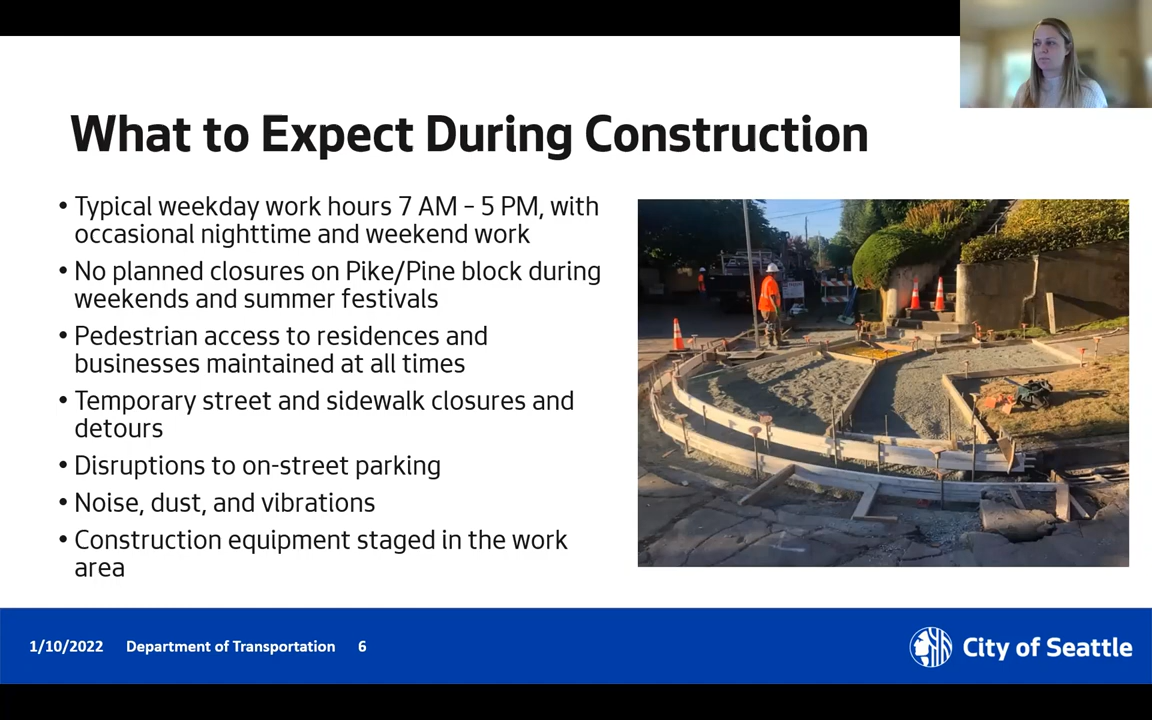 What to Expect During Construction
• Typical weekday work hours 7 AM – 5 PM, with
occasional nighttime and weekend work
• No planned closures on Pike/Pine block during
weekends and summer festivals
• Pedestrian access to residences and
businesses maintained at all times
• Temporary street and sidewalk closures and
detours
• Disruptions to on-street parking
• Noise, dust, and vibrations
• Construction equipment staged in the work
area
1/10/2022 Department of Transportation 6
City of Seattle